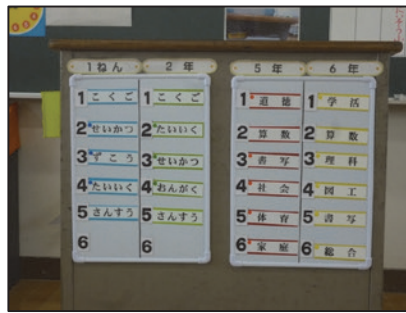 1ねん
1 こくご
2 せいかつ
3 ずこう
4 たいいく
5 さんすう
6
2年
1 こくご
2 たいいく
3 せいかつ
4 おんがく
5 さんすう
6
5年
1 道徳
2 算数
3 書写
4 社会
5 体育
6 家庭
6年
1 学活
2 算数
3 理科
4 図工
5 書写
6 総合